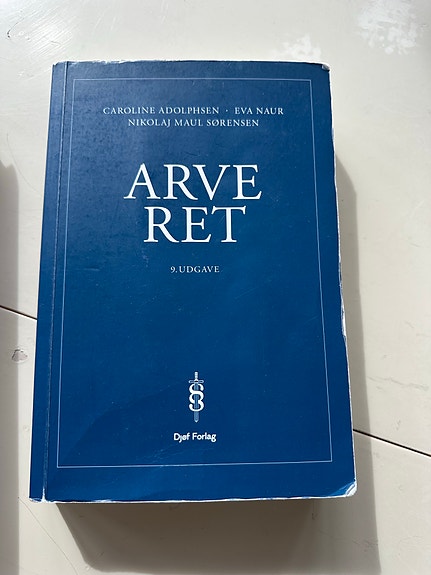 CAROLINE ADOLPHSEN · EVA NAUR
NIKOLAJ MAUL SØRENSEN
ARVE
RET
9. UDGAVE
Djøf Forlag